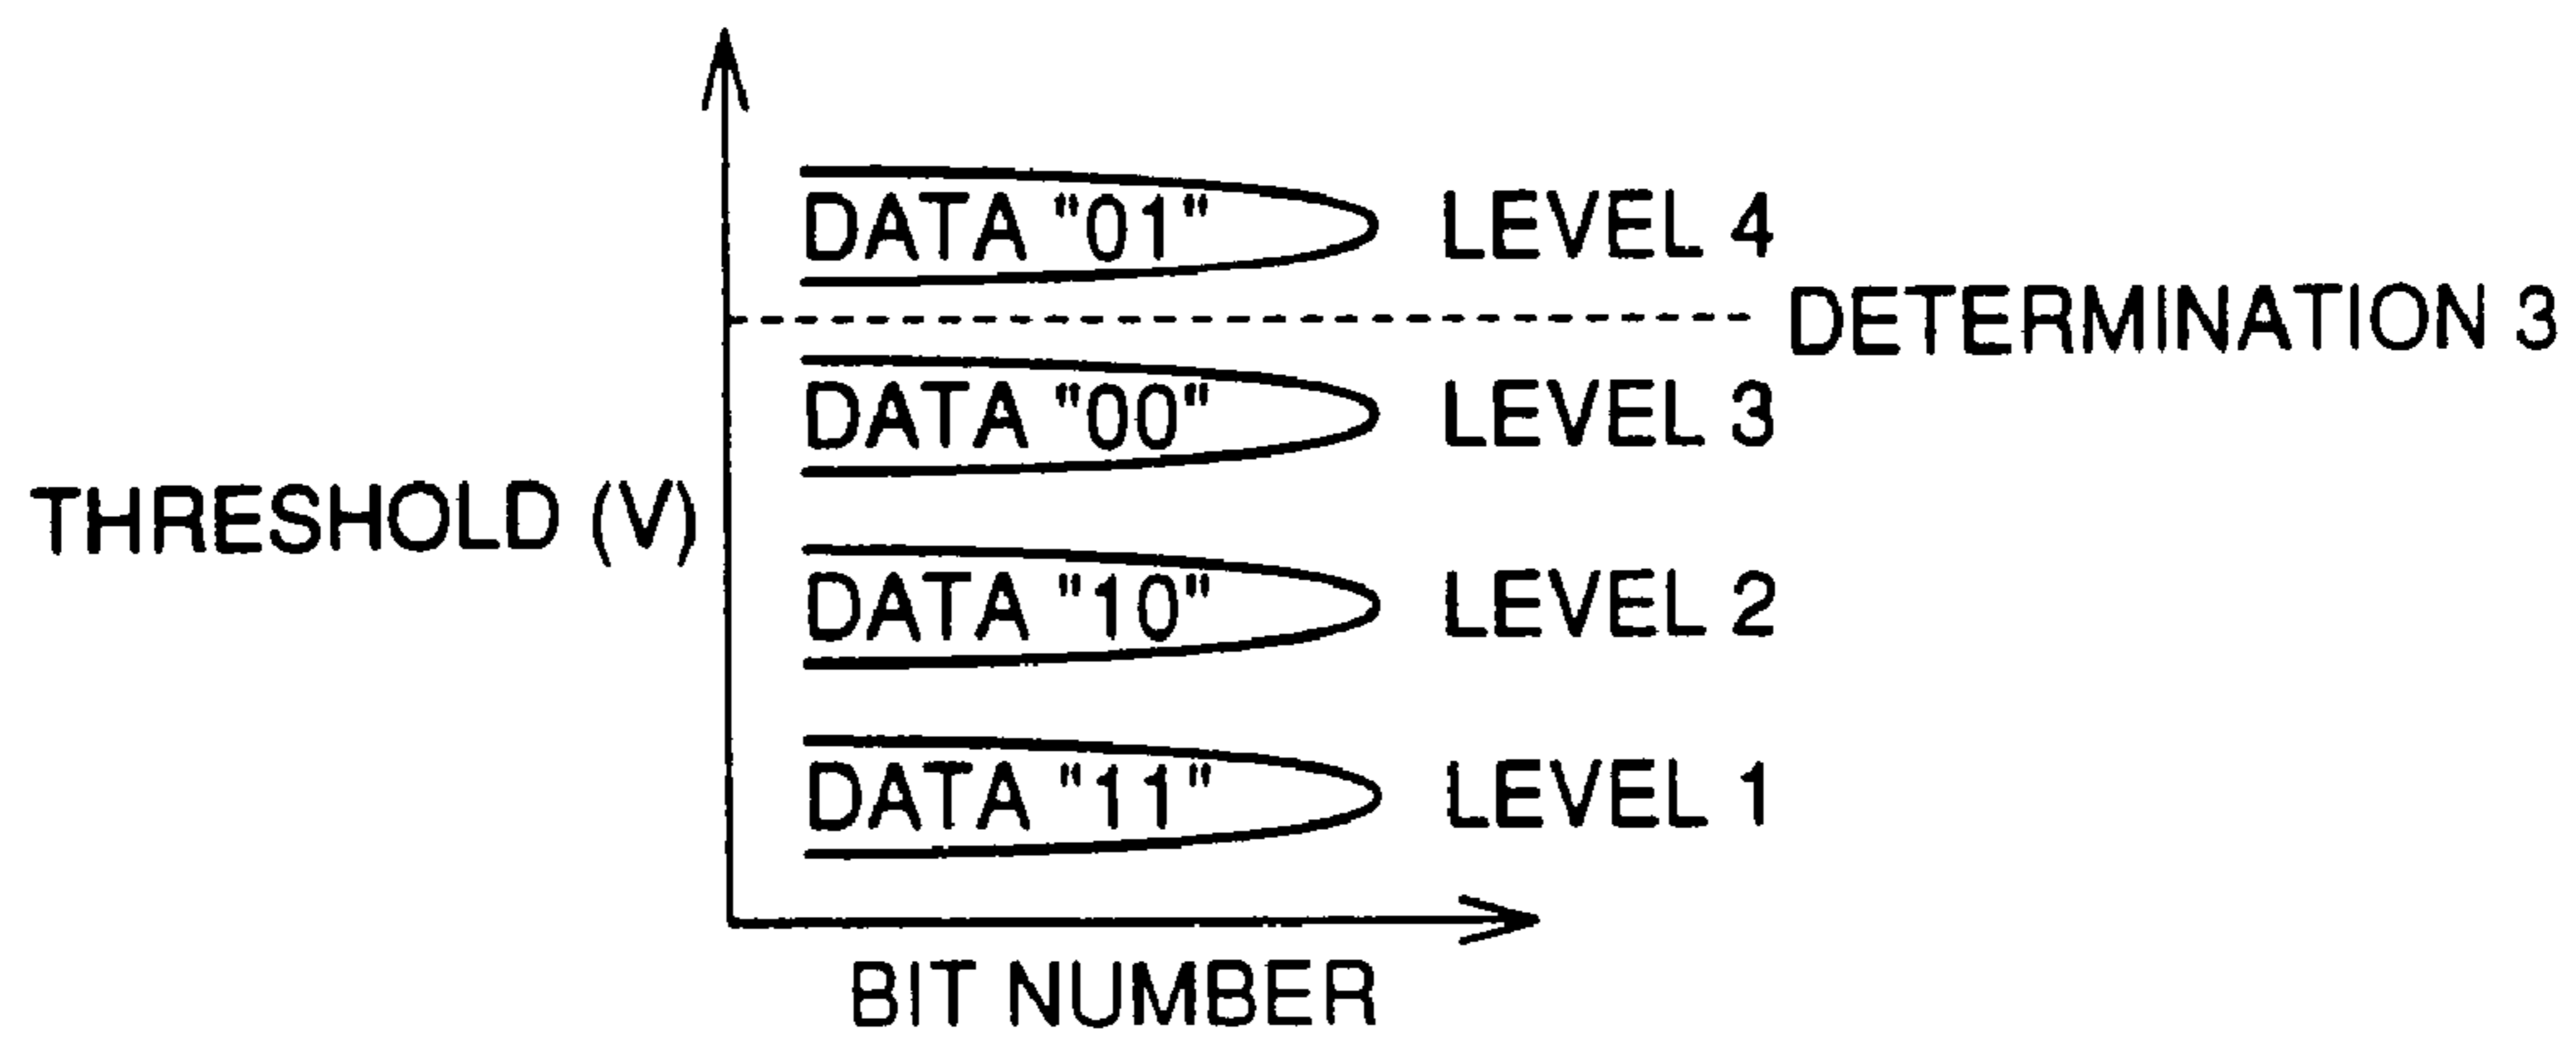 DATA "01" LEVEL 4
DETERMINATION 3
DATA "00" LEVEL 3
THRESHOLD (V)
DATA "10" LEVEL 2
DATA "11" LEVEL 1
BIT NUMBER